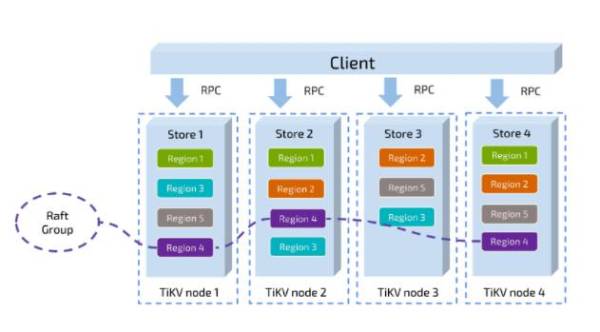 Client
RPC
RPC
RPC
RPC
Store 1
Region 1
Region 3
Region 5
Region 4
TiKV node 1
Store 2
Region 1
Region 2
Region 4
Region 3
TiKV node 2
Store 3
Region 2
Region 5
Region 3
TiKV node 3
Store 4
Region 1
Region 2
Region 5
Region 4
TiKV node 4
Raft
Group